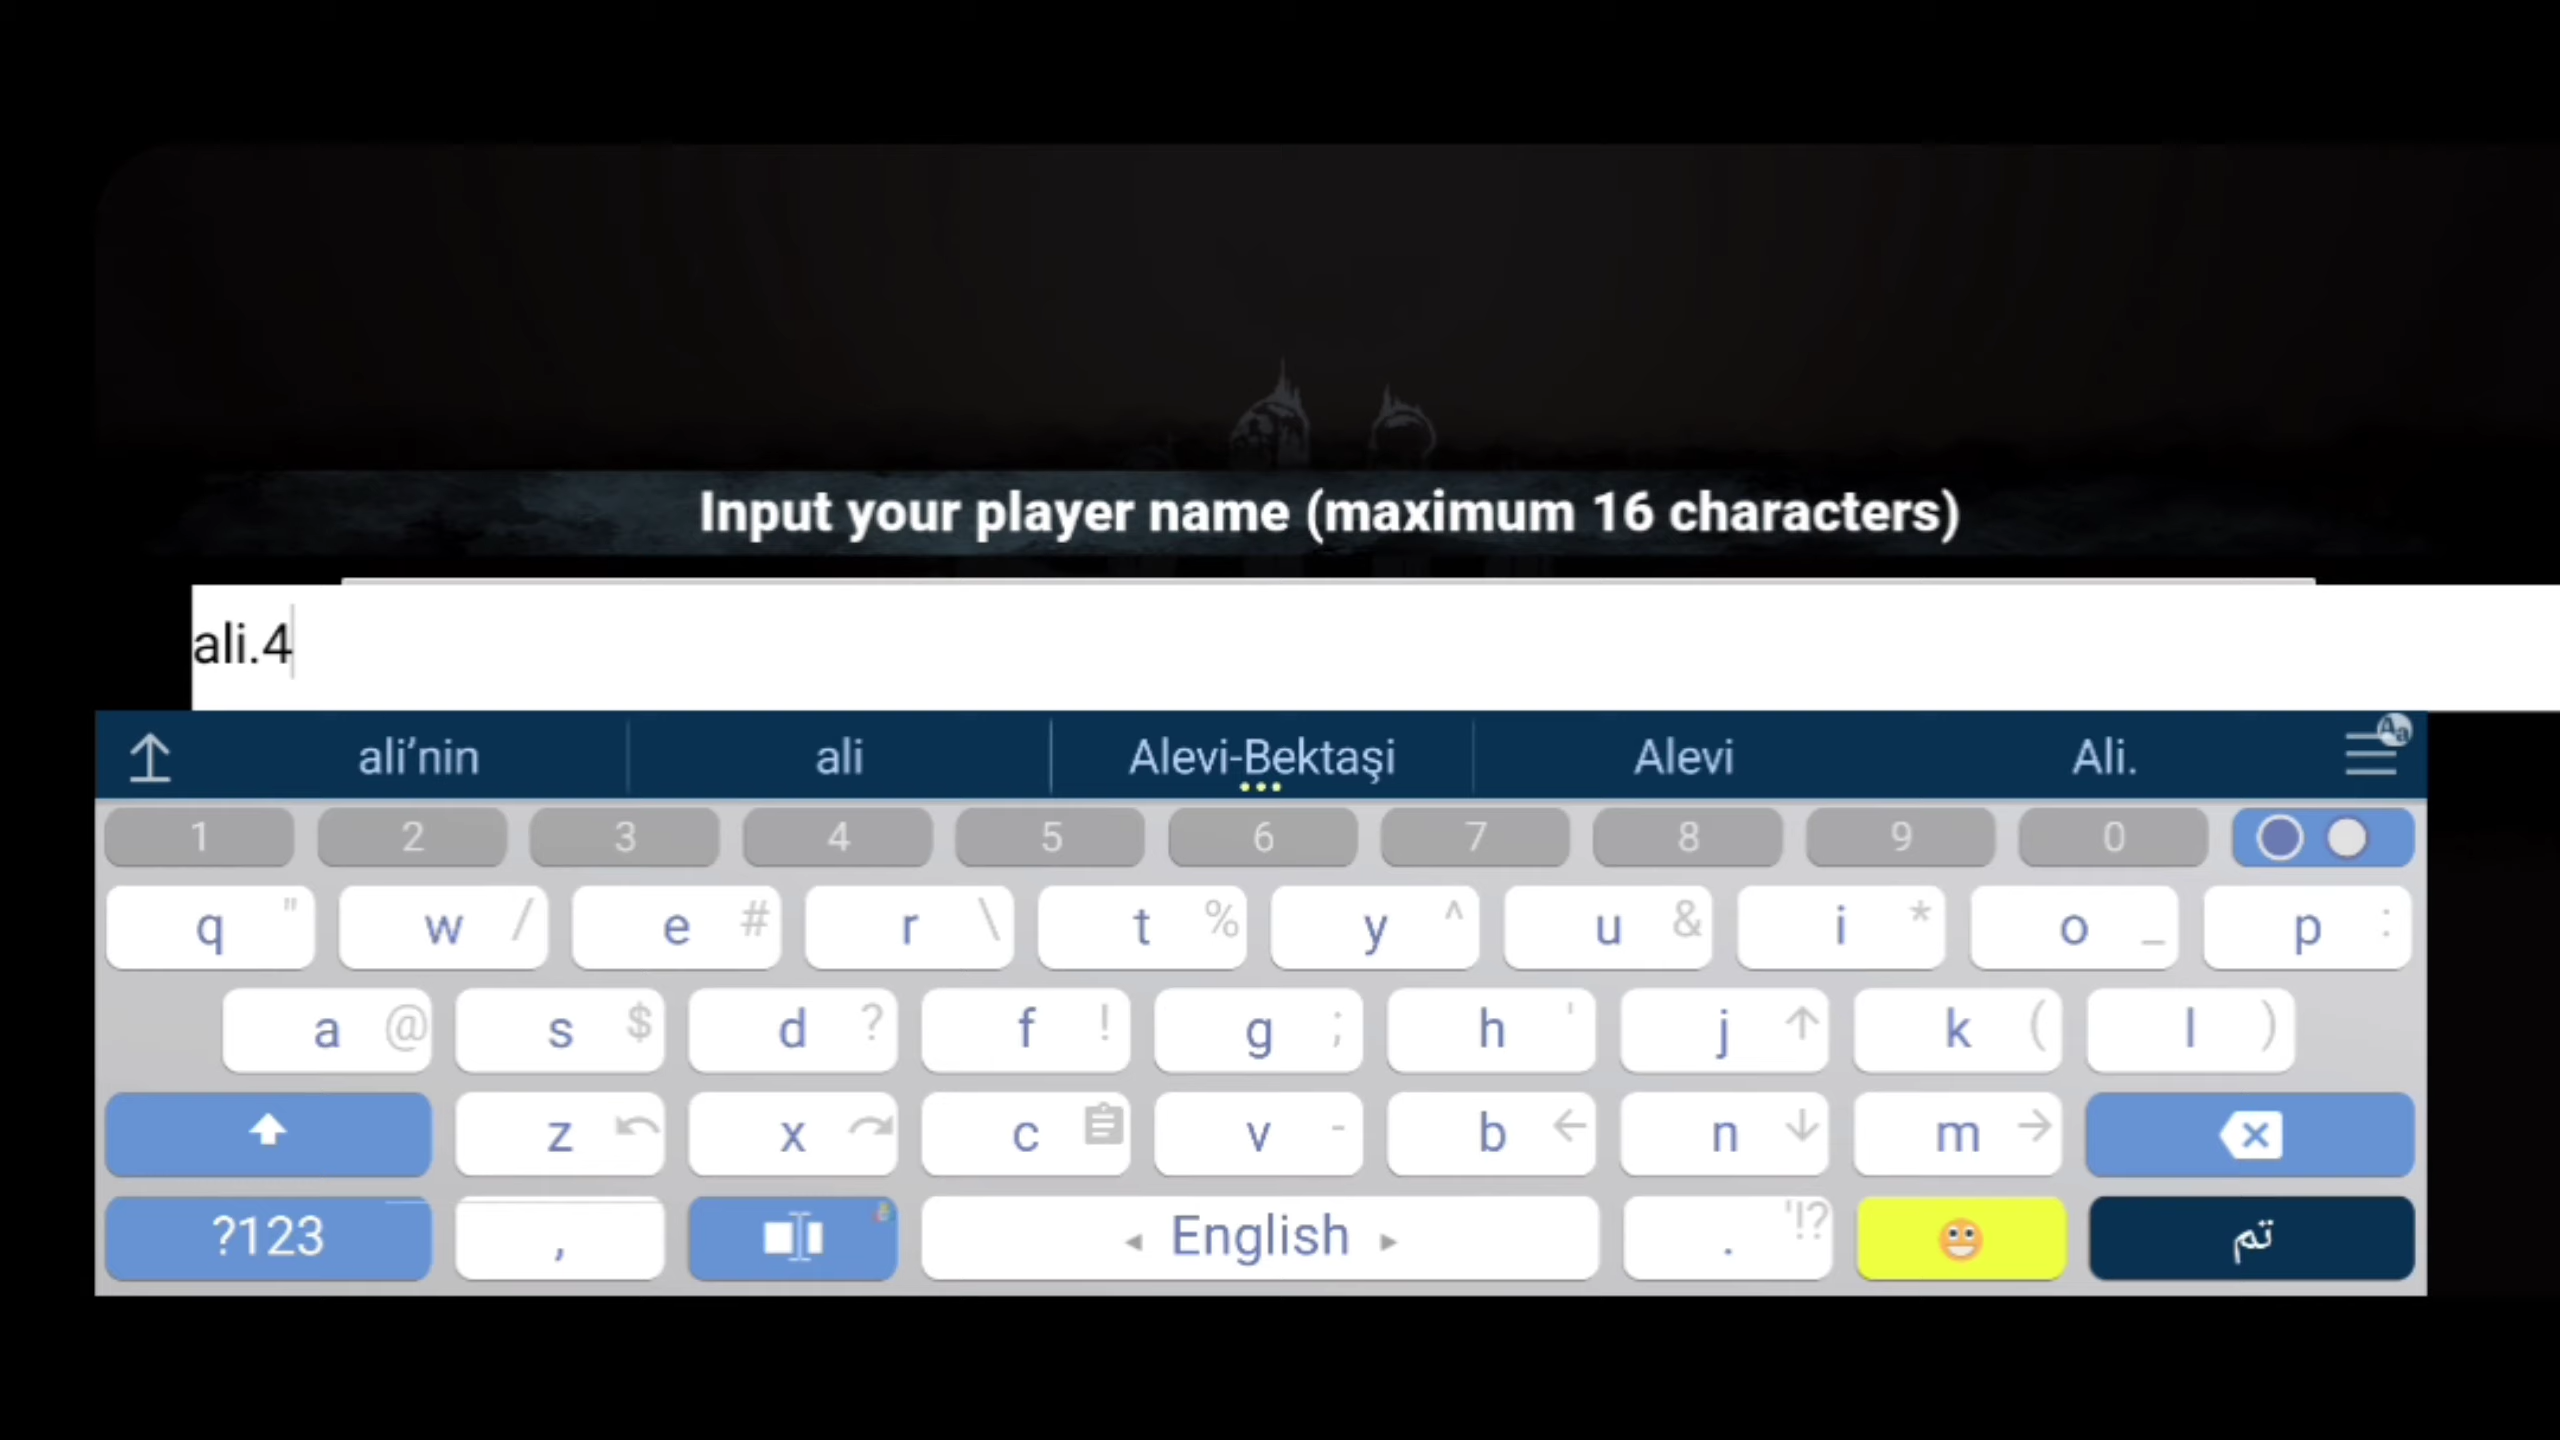 Input your player name (maximum 16 characters)
ali.4
ali’nin ali Alevi-Bektaşi Alevi Ali.
1 2 3 4 5 6 7 8 9 0
q " w / e # r \ t % y ^ u & i * o _ p :
a @ s $ d ? f ! g ; h ' j ↑ k ( l )
z x c v - b ← n ↓ m →
?123 , ◂ English ▸ . '!? تم